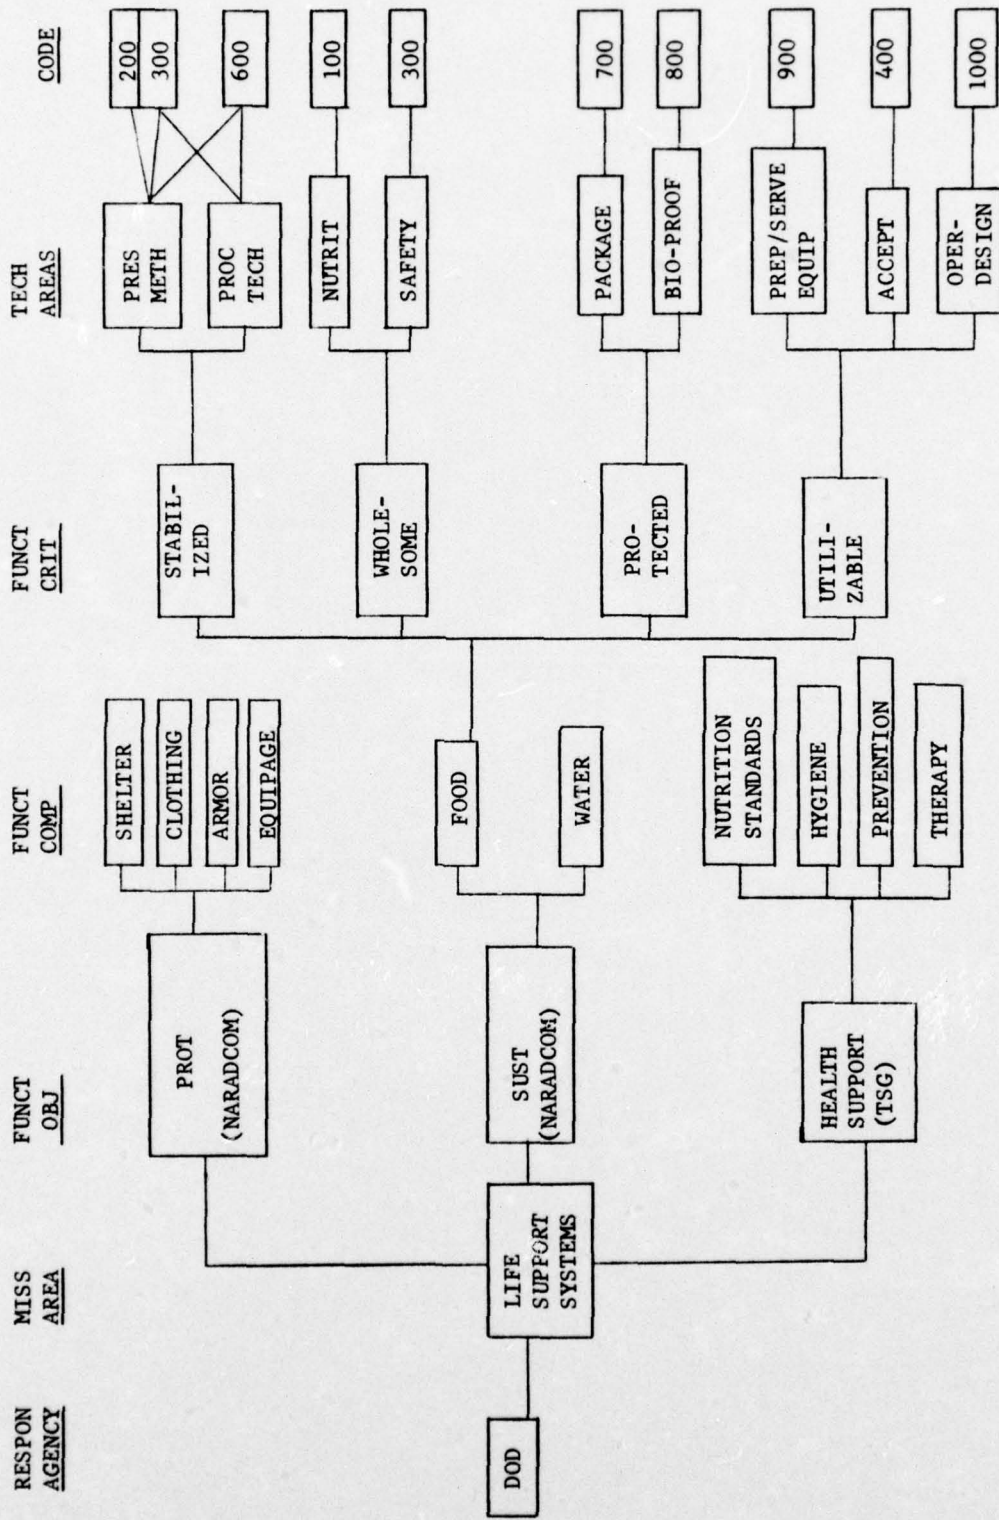 RESPON
AGENCY
MISS
AREA
FUNCT
OBJ
FUNCT
COMP
FUNCT
CRIT
TECH
AREAS
CODE
DOD
LIFE
SUPPORT
SYSTEMS
PROT
(NARADCOM)
SUST
(NARADCOM)
HEALTH
SUPPORT
(TSG)
SHELTER
CLOTHING
ARMOR
EQUIPAGE
FOOD
WATER
NUTRITION
STANDARDS
HYGIENE
PREVENTION
THERAPY
STABIL-
IZED
WHOLE-
SOME
PRO-
TECTED
UTILI-
ZABLE
PRES
METH
PROC
TECH
NUTRIT
SAFETY
PACKAGE
BIO-PROOF
PREP/SERVE
EQUIP
ACCEPT
OPER-
DESIGN
200
300
600
100
300
700
800
900
400
1000